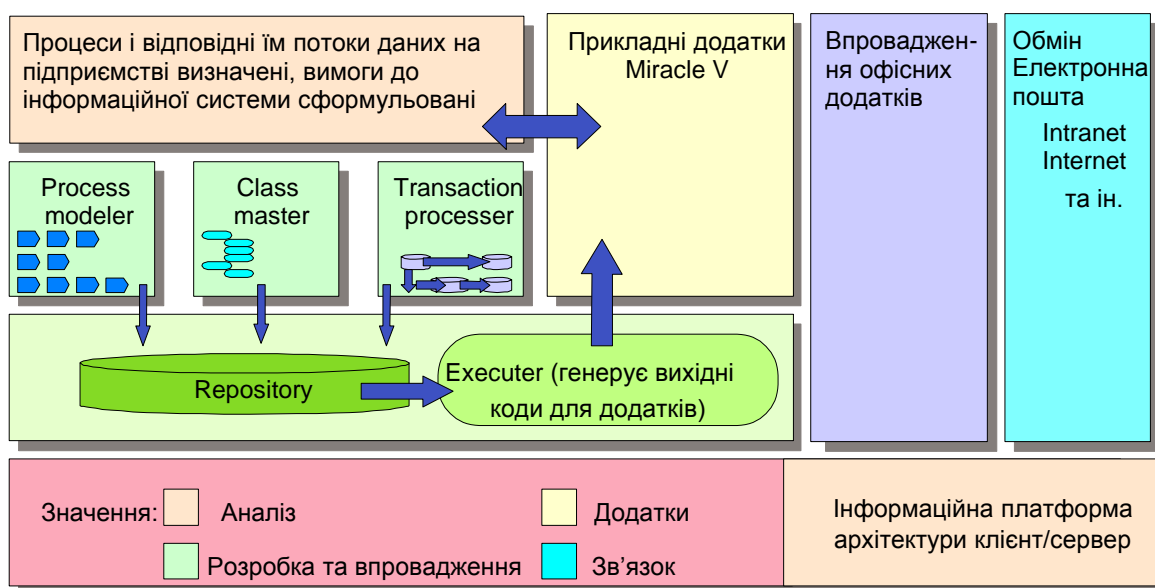 Процеси і відповідні їм потоки даних на
підприємстві визначені, вимоги до
інформаційної системи сформульовані
Прикладні додатки
Miracle V
Впроваджен-
ня офісних
додатків
Обмін
Електронна
пошта
Intranet
Internet
та ін.
Process
modeler
Class
master
Transaction
processer
Repository
Executer (генерує вихідні
коди для додатків)
Значення:
Аналіз
Додатки
Розробка та впровадження
Зв’язок
Інформаційна платформа
архітектури клієнт/сервер